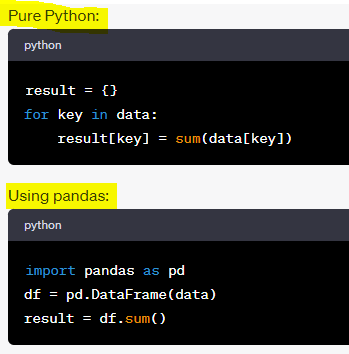 Pure Python:
python
result = {}
for key in data:
    result[key] = sum(data[key])
Using pandas:
python
import pandas as pd
df = pd.DataFrame(data)
result = df.sum()